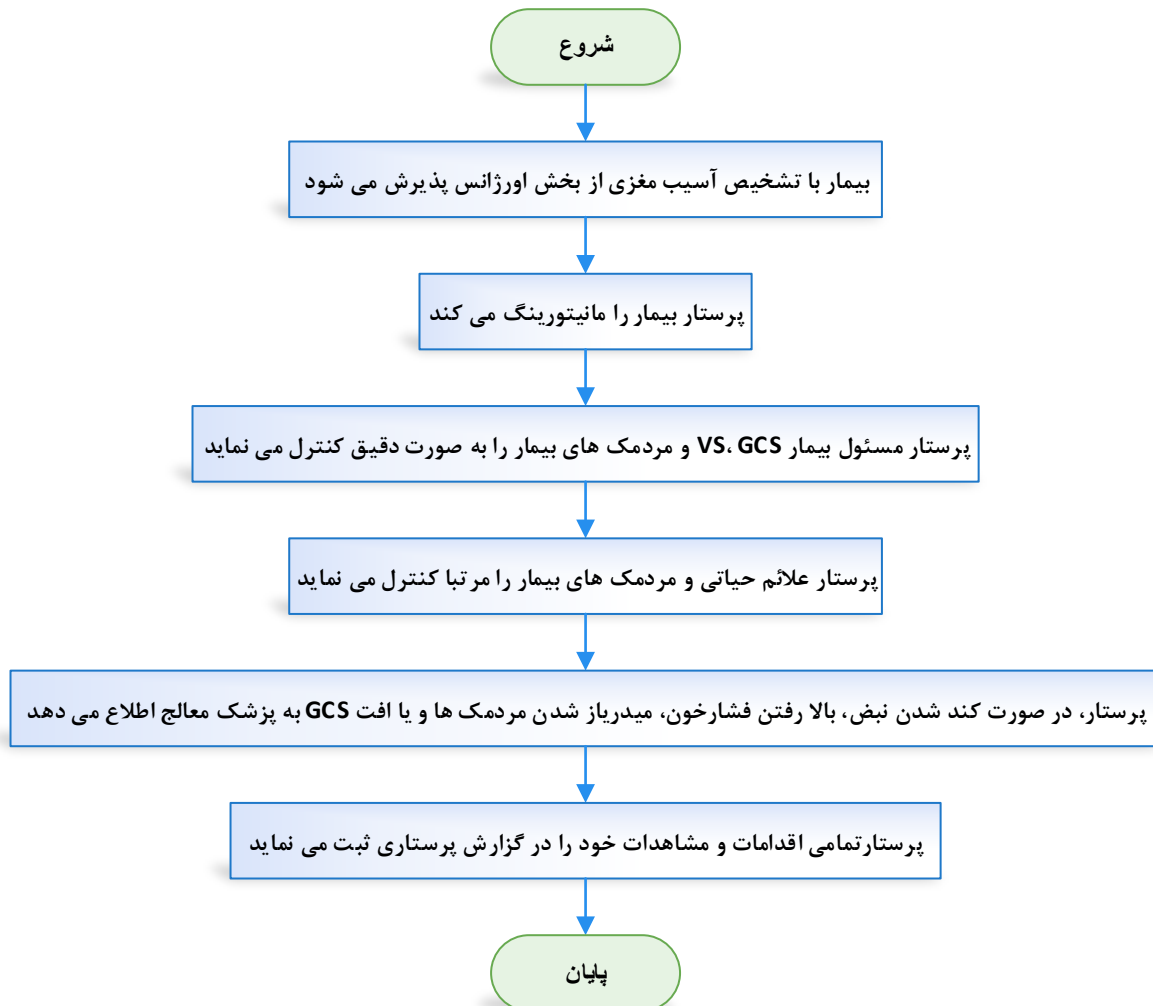 شروع
بیمار با تشخیص آسیب مغزی از بخش اورژانس پذیرش می شود
پرستار بیمار را مانیتورینگ می کند
پرستار مسئول بیمار VS، GCS و مردمک های بیمار را به صورت دقیق کنترل می نماید
پرستار علائم حیاتی و مردمک های بیمار را مرتبا کنترل می نماید
پرستار، در صورت کند شدن نبض، بالا رفتن فشارخون، میدریاز شدن مردمک ها و یا افت GCS به پزشک معالج اطلاع می دهد
پرستارتمامی اقدامات و مشاهدات خود را در گزارش پرستاری ثبت می نماید
پایان